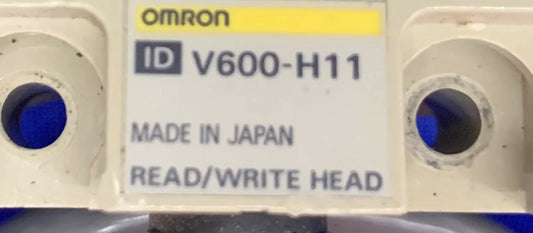 OMRON
ID V600-H11
MADE IN JAPAN
READ/WRITE HEAD